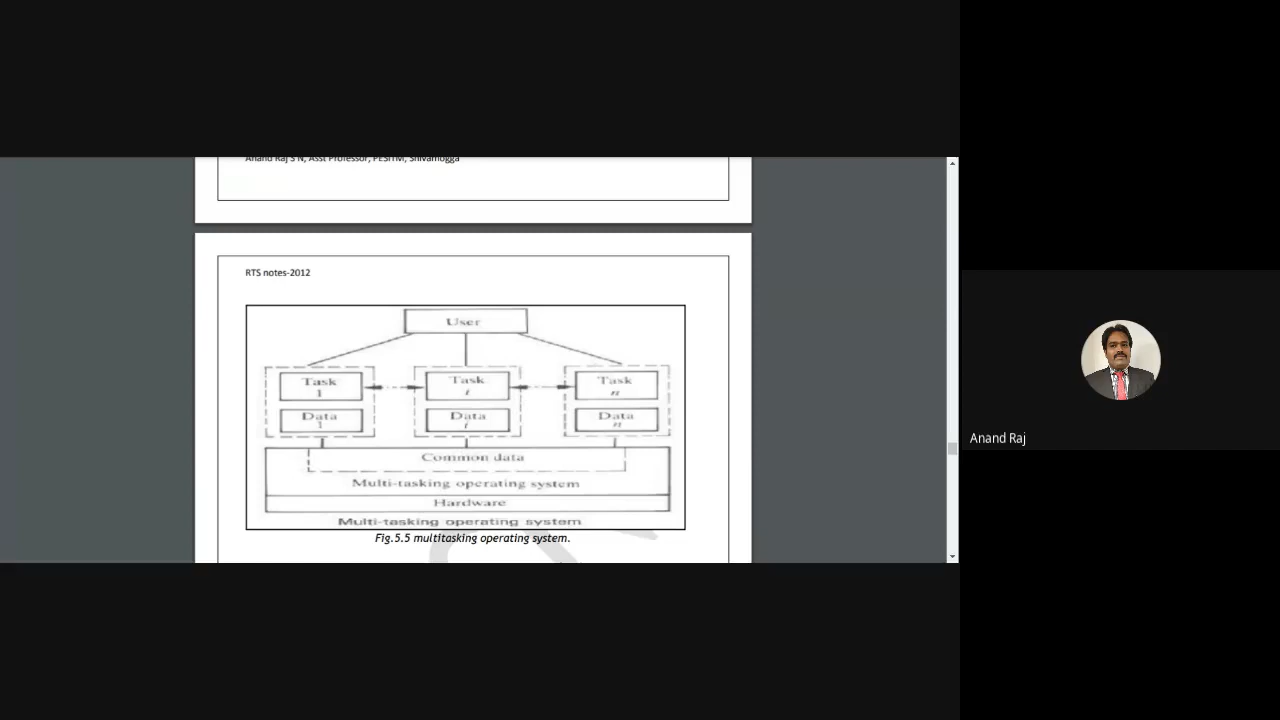 Anand Raj S N, Asst Professor, PESITM, Shivamogga
RTS notes-2012
User
Task
1
Task
i
Task
n
Data
1
Data
i
Data
n
Common data
Multi-tasking operating system
Hardware
Multi-tasking operating system
Fig.5.5 multitasking operating system.
Anand Raj